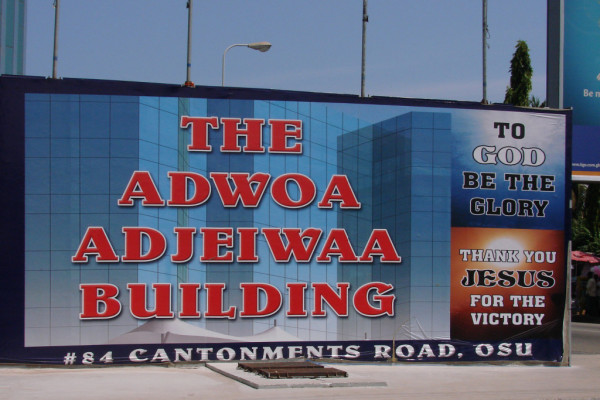 THE
ADWOA
ADJEIWAA
BUILDING
TO
GOD
BE THE
GLORY
THANK YOU
JESUS
FOR THE
VICTORY
#84 CANTONMENTS ROAD, OSU